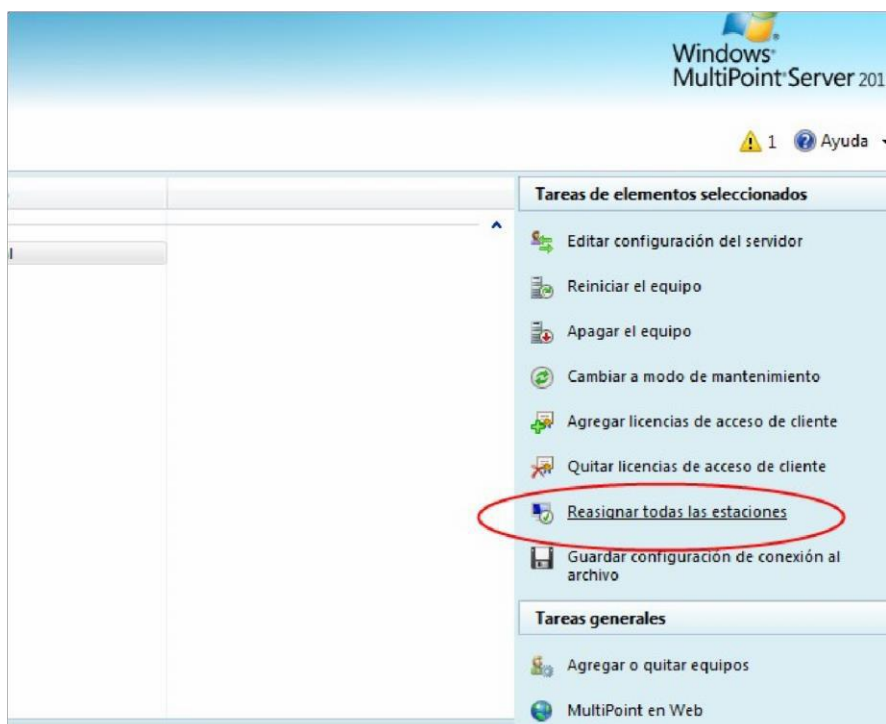 Windows®
MultiPoint® Server 201
1
Ayuda
Tareas de elementos seleccionados
Editar configuración del servidor
Reiniciar el equipo
Apagar el equipo
Cambiar a modo de mantenimiento
Agregar licencias de acceso de cliente
Quitar licencias de acceso de cliente
Reasignar todas las estaciones
Guardar configuración de conexión al
archivo
Tareas generales
Agregar o quitar equipos
MultiPoint en Web